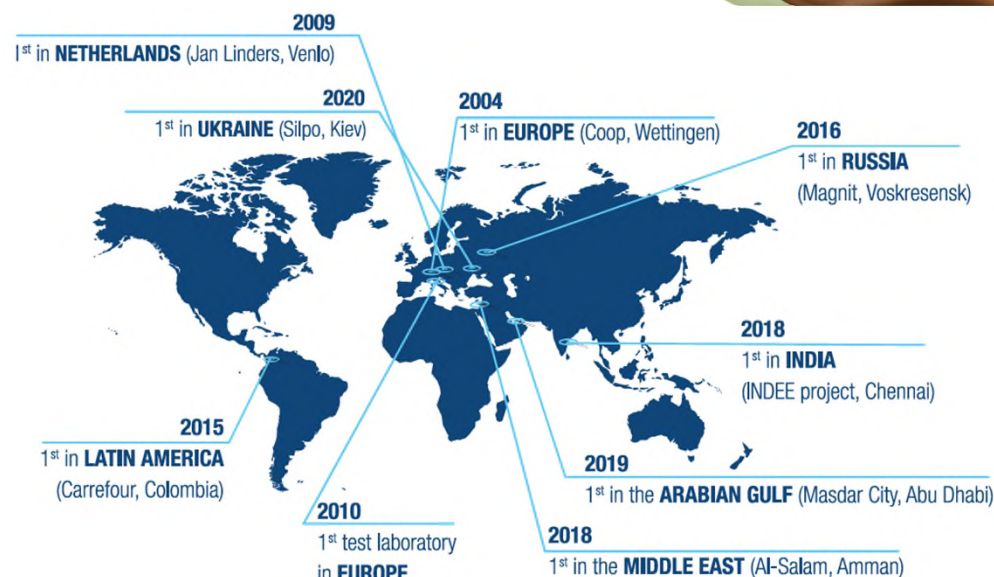 2009
1st in NETHERLANDS (Jan Linders, Venlo)
2020
1st in UKRAINE (Silpo, Kiev)
2004
1st in EUROPE (Coop, Wettingen)
2016
1st in RUSSIA
(Magnit, Voskresensk)
2018
1st in INDIA
(INDEE project, Chennai)
2015
1st in LATIN AMERICA
(Carrefour, Colombia)
2019
1st in the ARABIAN GULF (Masdar City, Abu Dhabi)
2010
1st test laboratory
in EUROPE
2018
1st in the MIDDLE EAST (Al-Salam, Amman)